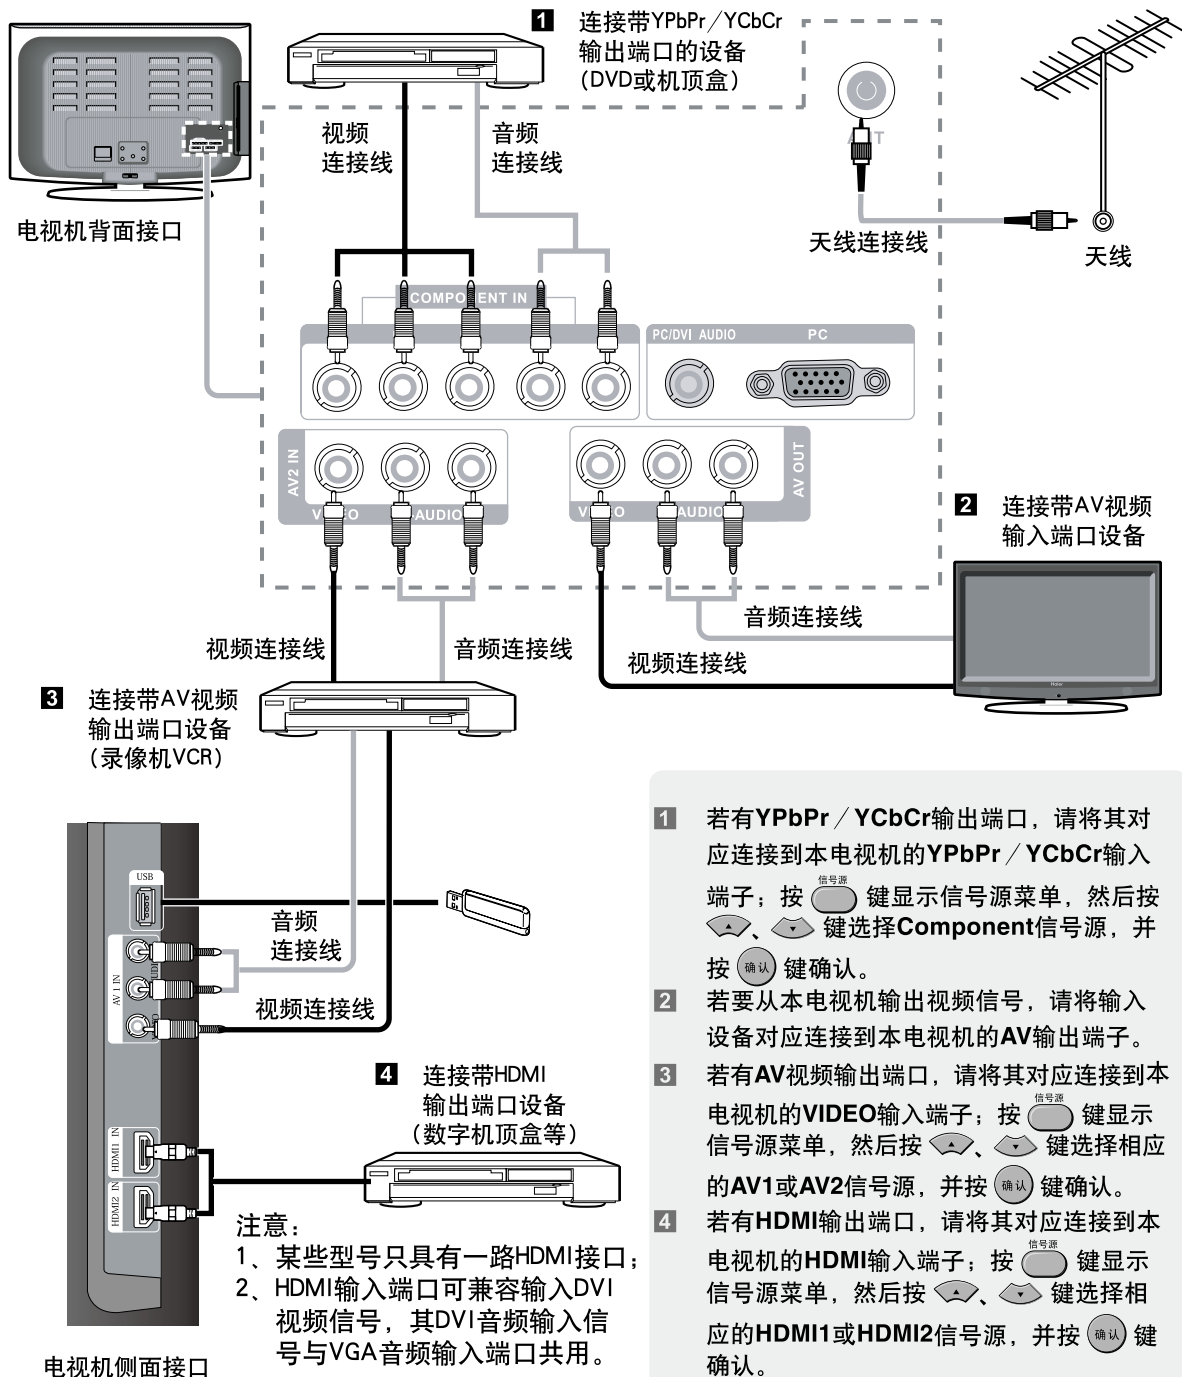 1 连接带YPbPr/YCbCr
输出端口的设备
(DVD或机顶盒)
视频
连接线
音频
连接线
电视机背面接口
天线连接线
天线
COMPONENT IN
PC/DVI AUDIO
PC
AV2 IN
AUDIO
AV OUT
AUDIO
2 连接带AV视频
输入端口设备
音频连接线
视频连接线
视频连接线
音频连接线
Haier
3 连接带AV视频
输出端口设备
(录像机VCR)
USB
音频
连接线
AV 1 IN
视频连接线
4 连接带HDMI
输出端口设备
(数字机顶盒等)
HDMI1 IN
HDMI2 IN
电视机侧面接口
注意:
1、某些型号只具有一路HDMI接口;
2、HDMI输入端口可兼容输入DVI
视频信号,其DVI音频输入信
号与VGA音频输入端口共用。
1 若有YPbPr/YCbCr输出端口,请将其对
应连接到本电视机的YPbPr/YCbCr输入
信号源
端子;按 键显示信号源菜单,然后按
、 键选择Component信号源,并
按 确认 键确认。
2 若要从本电视机输出视频信号,请将输入
设备对应连接到本电视机的AV输出端子。
3 若有AV视频输出端口,请将其对应连接到本
信号源
电视机的VIDEO输入端子;按 键显示
信号源菜单,然后按 、 键选择相应
的AV1或AV2信号源,并按 确认 键确认。
4 若有HDMI输出端口,请将其对应连接到本
信号源
电视机的HDMI输入端子;按 键显示
信号源菜单,然后按 、 键选择相
应的HDMI1或HDMI2信号源,并按 确认 键
确认。